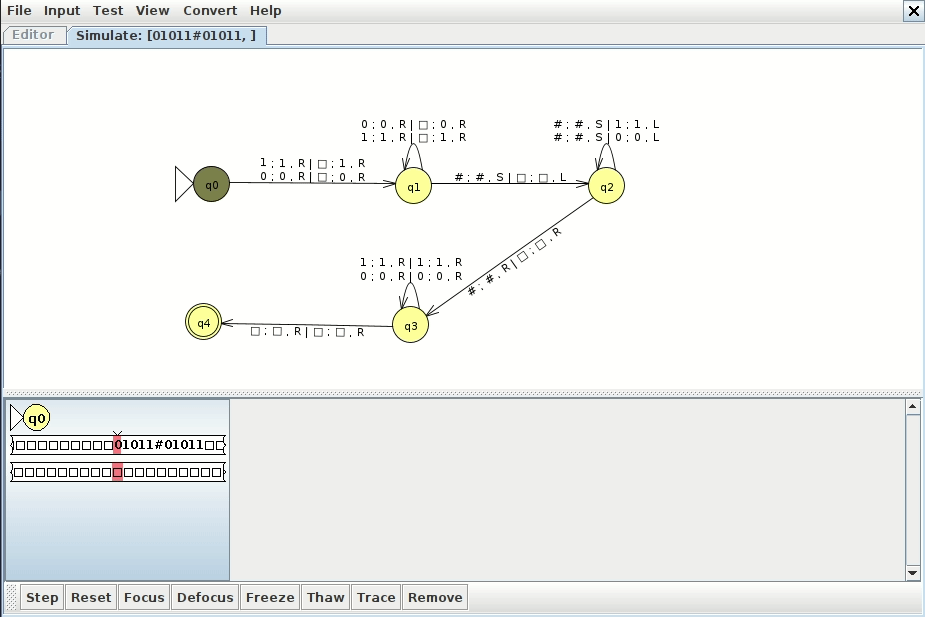 File Input Test View Convert Help
Editor Simulate: [01011#01011, ]
0 ; 0 , R | □ ; 0 , R
1 ; 1 , R | □ ; 1 , R
# ; # , S | 1 ; 1 , L
# ; # , S | 0 ; 0 , L
1 ; 1 , R | □ ; 1 , R
0 ; 0 , R | □ ; 0 , R
# ; # , S | □ ; □ , L
q0
q1
q2
# ; # , R | □ ; □ , R
1 ; 1 , R | 1 ; 1 , R
0 ; 0 , R | 0 ; 0 , R
q4
□ ; □ , R | □ ; □ , R
q3
q0
□□□□□□□□□01011#01011□□
□□□□□□□□□□□□□□□□□□□
Step Reset Focus Defocus Freeze Thaw Trace Remove